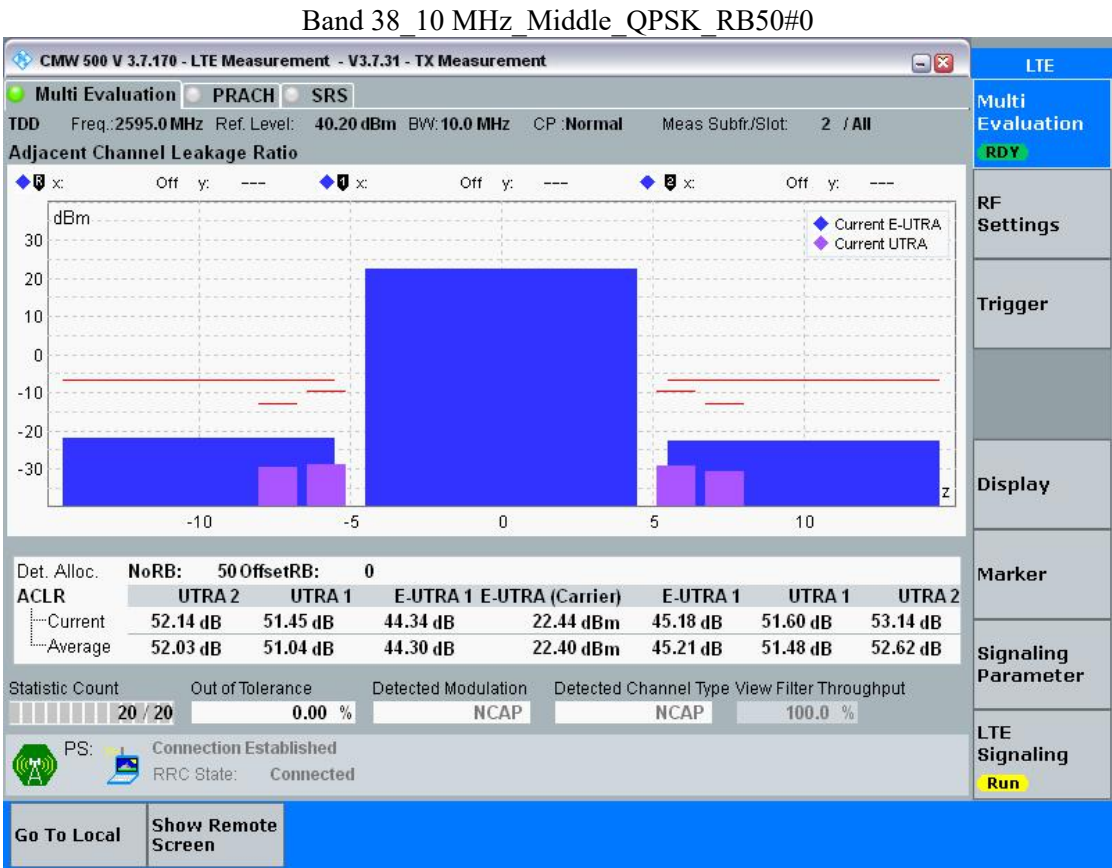 Band 38_10 MHz_Middle_QPSK_RB50#0
CMW 500 V 3.7.170 - LTE Measurement - V3.7.31 - TX Measurement
LTE
Multi Evaluation PRACH SRS
TDD Freq.:2595.0 MHz Ref. Level: 40.20 dBm BW:10.0 MHz CP :Normal Meas Subfr./Slot: 2 / All
Adjacent Channel Leakage Ratio
R x: Off y: --- 1 x: Off y: --- 2 x: Off y: ---
dBm
Current E-UTRA
Current UTRA
30
20
10
0
-10
-20
-30
z
-10 -5 0 5 10
Det. Alloc. NoRB: 50 OffsetRB: 0
ACLR UTRA 2 UTRA 1 E-UTRA 1 E-UTRA (Carrier) E-UTRA 1 UTRA 1 UTRA 2
Current 52.14 dB 51.45 dB 44.34 dB 22.44 dBm 45.18 dB 51.60 dB 53.14 dB
Average 52.03 dB 51.04 dB 44.30 dB 22.40 dBm 45.21 dB 51.48 dB 52.62 dB
Statistic Count Out of Tolerance Detected Modulation Detected Channel Type View Filter Throughput
20 / 20 0.00 % NCAP NCAP 100.0 %
PS: Connection Established
RRC State: Connected
Multi
Evaluation
RDY
RF
Settings
Trigger
Display
Marker
Signaling
Parameter
LTE
Signaling
Run
Go To Local
Show Remote
Screen